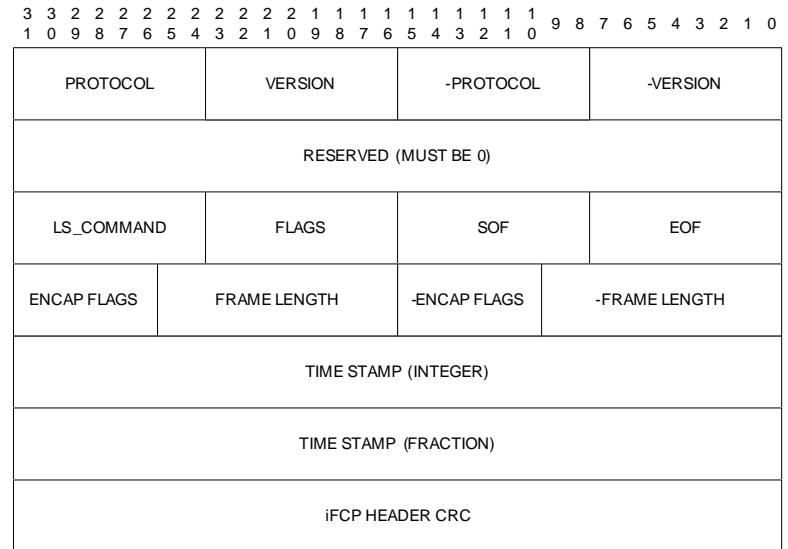 3 3 2 2 2 2 2 2 2 2 2 2 1 1 1 1 1 1 1 1 1 1 9 8 7 6 5 4 3 2 1 0
1 0 9 8 7 6 5 4 3 2 1 0 9 8 7 6 5 4 3 2 1 0
PROTOCOL VERSION -PROTOCOL -VERSION
RESERVED (MUST BE 0)
LS_COMMAND FLAGS SOF EOF
ENCAP FLAGS FRAME LENGTH -ENCAP FLAGS -FRAME LENGTH
TIME STAMP (INTEGER)
TIME STAMP (FRACTION)
iFCP HEADER CRC